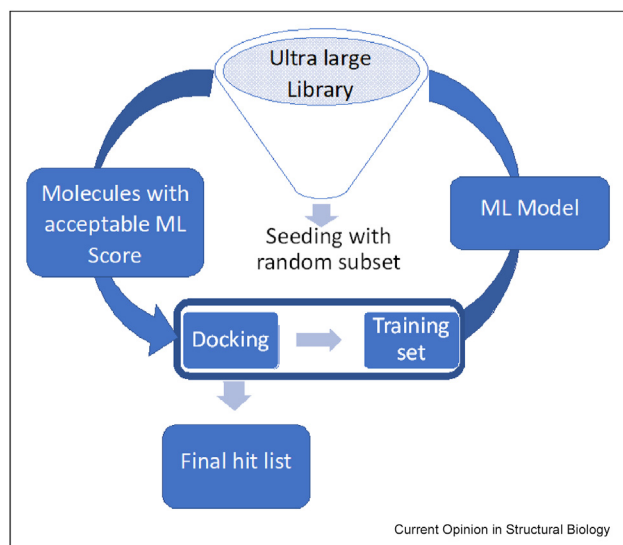 Ultra large
Library
Molecules with
acceptable ML
Score
ML Model
Seeding with
random subset
Docking
Training
set
Final hit list
Current Opinion in Structural Biology